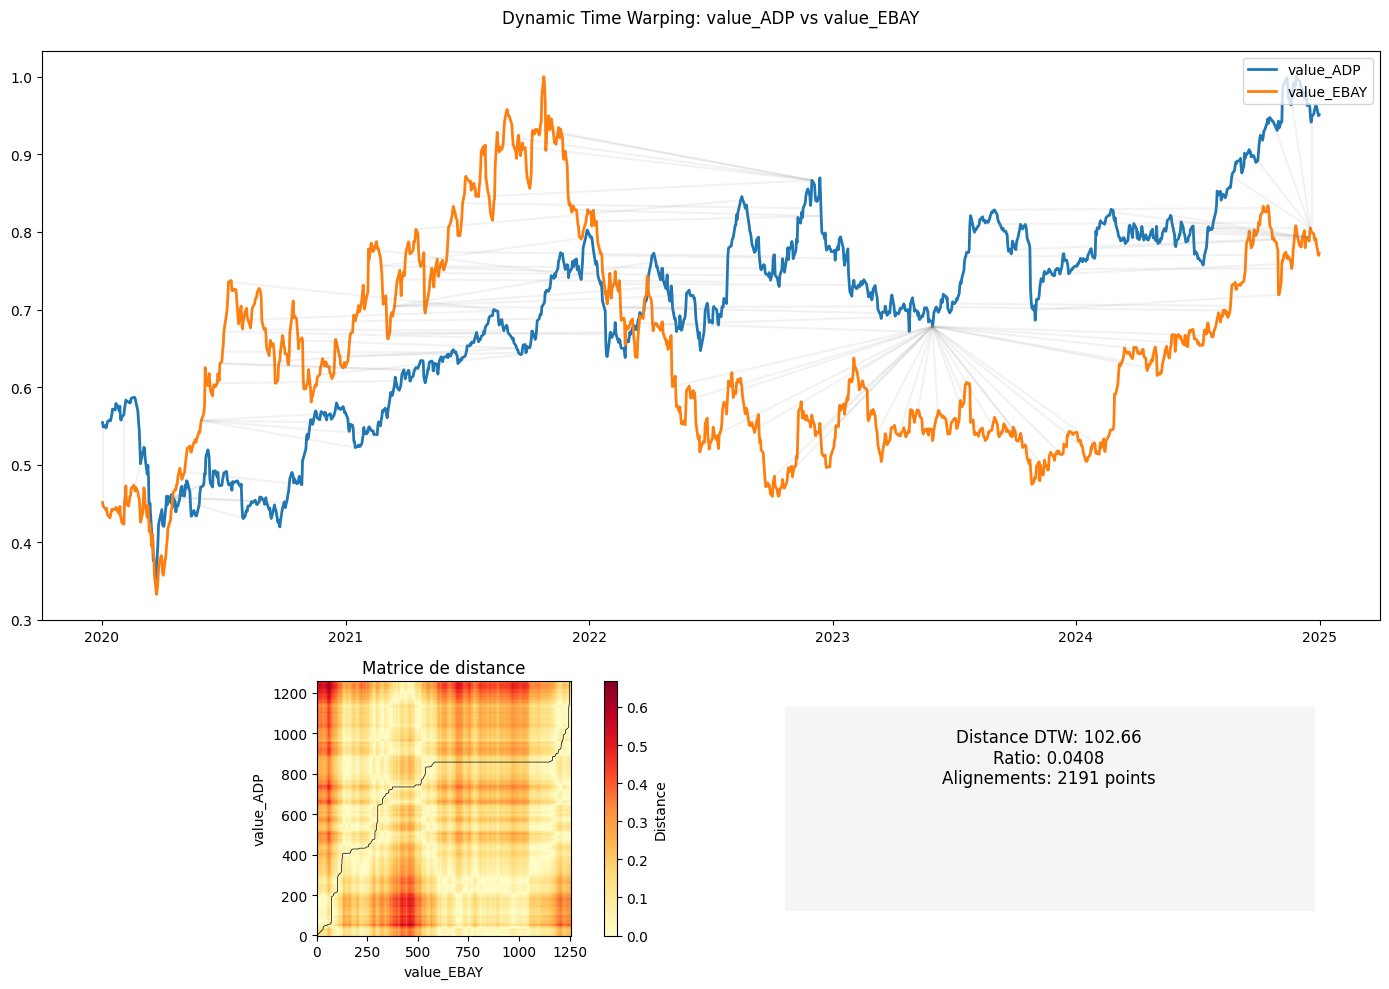 Dynamic Time Warping: value_ADP vs value_EBAY
value_ADP
value_EBAY
1.0
0.9
0.8
0.7
0.6
0.5
0.4
0.3
2020 2021 2022 2023 2024 2025
Matrice de distance
value_ADP
1200
1000
800
600
400
200
0
0 250 500 750 1000 1250
value_EBAY
0.6
0.5
0.4
0.3
0.2
0.1
0.0
Distance
Distance DTW: 102.66
Ratio: 0.0408
Alignements: 2191 points